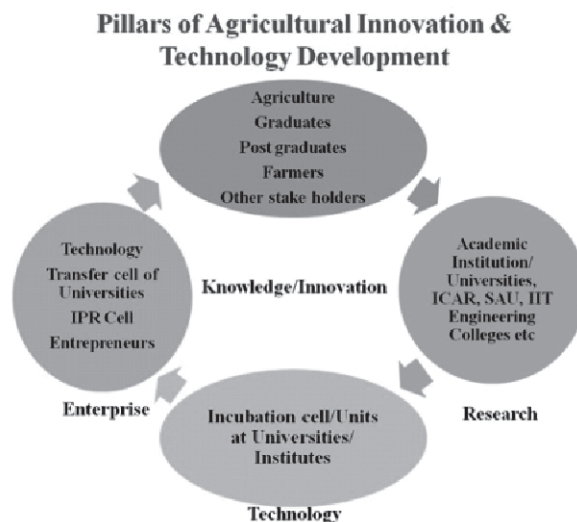 Pillars of Agricultural Innovation &
Technology Development
Agriculture
Graduates
Post graduates
Farmers
Other stake holders
Technology
Transfer cell of
Universities
IPR Cell
Entrepreneurs
Knowledge/Innovation
Academic
Institution/
Universities,
ICAR, SAU, IIT
Engineering
Colleges etc
Enterprise
Incubation cell/Units
at Universities/
Institutes
Research
Technology